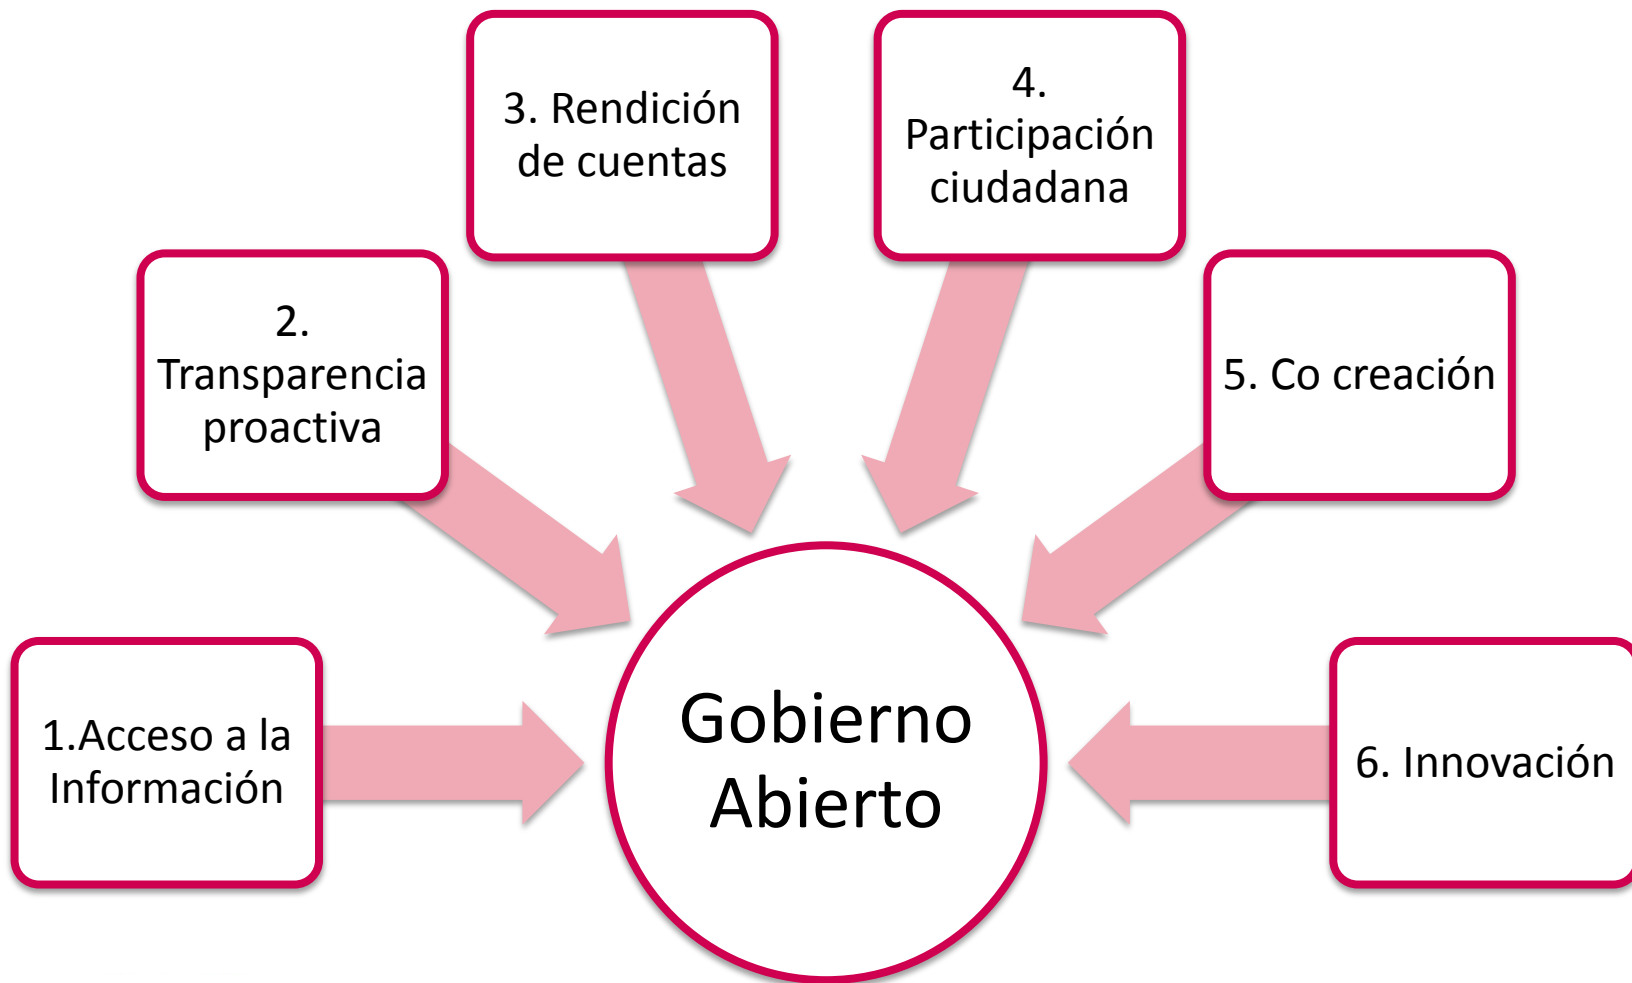 1.Acceso a la
Información
2.
Transparencia
proactiva
3. Rendición
de cuentas
4.
Participación
ciudadana
5. Co creación
6. Innovación
Gobierno
Abierto